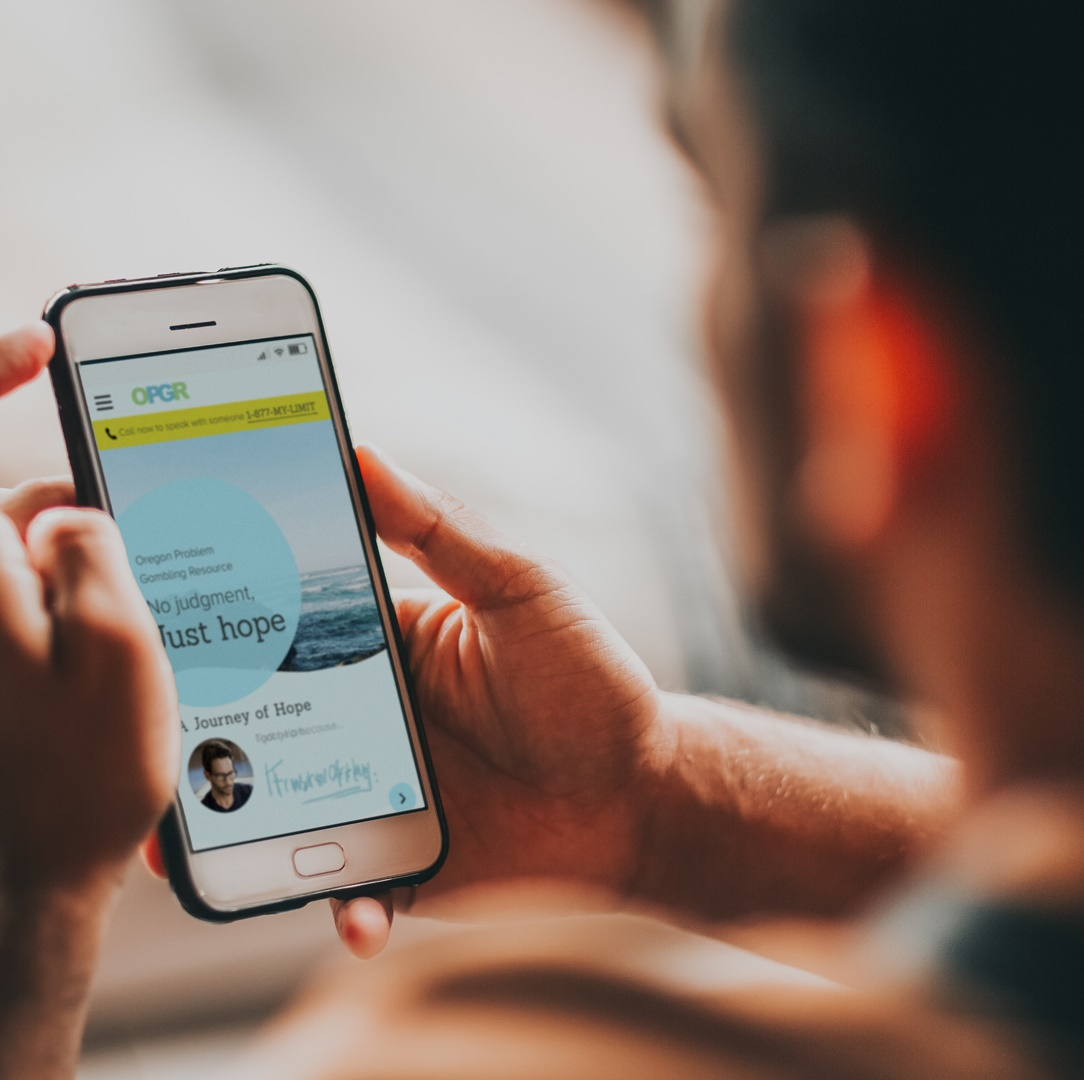 OPGR
Call now to speak with someone 1-877-MY-LIMIT
Oregon Problem
Gambling Resource
No judgment,
Just hope
A Journey of Hope